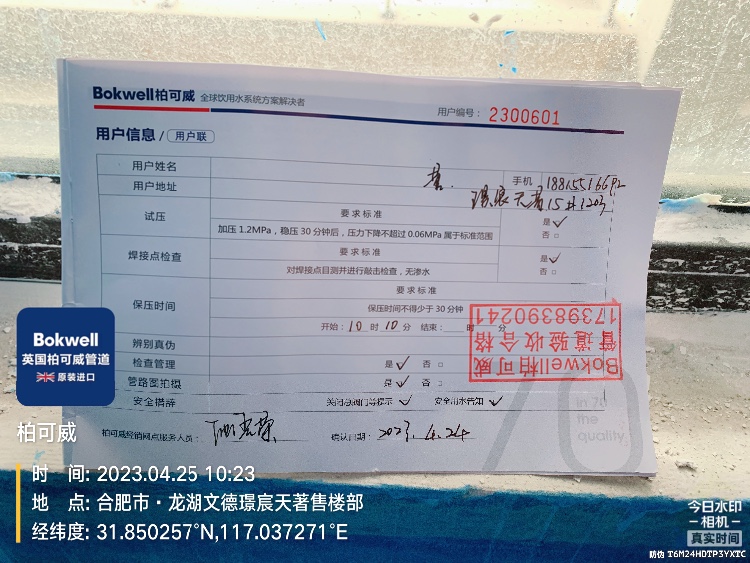 Bokwell柏可威 全球饮用水系统方案解决者
用户编号： 2300601
用户信息/ 用户联
用户姓名
手机
用户地址
璟宸天著15#1203
试压
要求标准
加压 1.2MPa，稳压 30 分钟后，压力下降不超过 0.06MPa 属于标准范围
是 ✓
否 □
焊接点检查
要求标准
对焊接点目测并进行敲击检查，无渗水
是 ✓
否 □
保压时间
要求标准
保压时间不得少于 30 分钟
开始：10 时 10 分 结束： 时 分
辨别真伪
检查管理
是 ✓ 否 □
管路图拍摄
是 ✓ 否 □
安全措辞
关闭总阀门等提示 ✓ 安全用水告知 ✓
柏可威经销网点服务人员：
确认日期： 2023.4.24
Bokwell柏可威
管道验收合格
17398390241
in 70
me
quality
Bokwell
英国柏可威管道
原装进口
柏可威
时 间: 2023.04.25 10:23
地 点: 合肥市·龙湖文德璟宸天著售楼部
经纬度: 31.850257°N,117.037271°E
今日水印
相机
真实时间
防伪 T6M24HDTP3YXTC